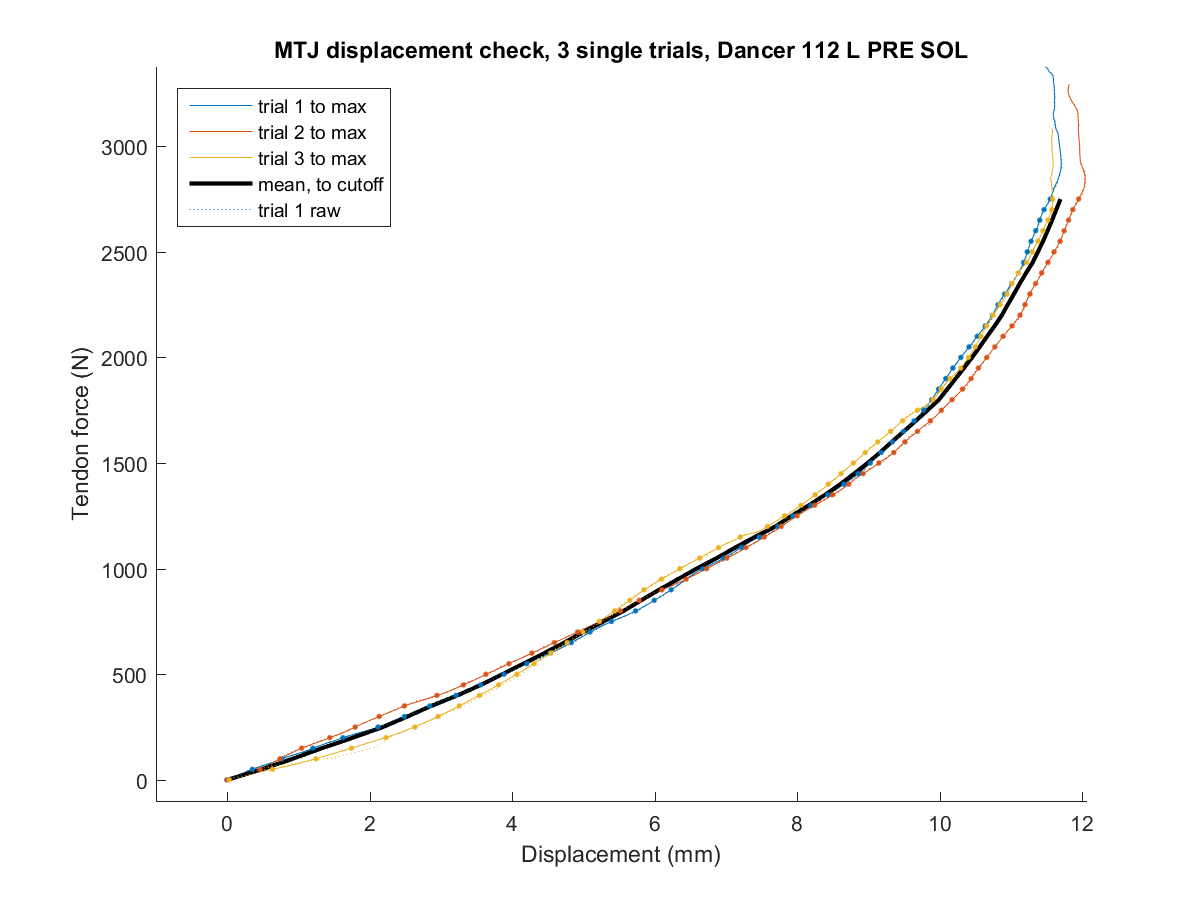 MTJ displacement check, 3 single trials, Dancer 112 L PRE SOL
trial 1 to max
trial 2 to max
trial 3 to max
mean, to cutoff
trial 1 raw
Tendon force (N)
3000
2500
2000
1500
1000
500
0
0 2 4 6 8 10 12
Displacement (mm)